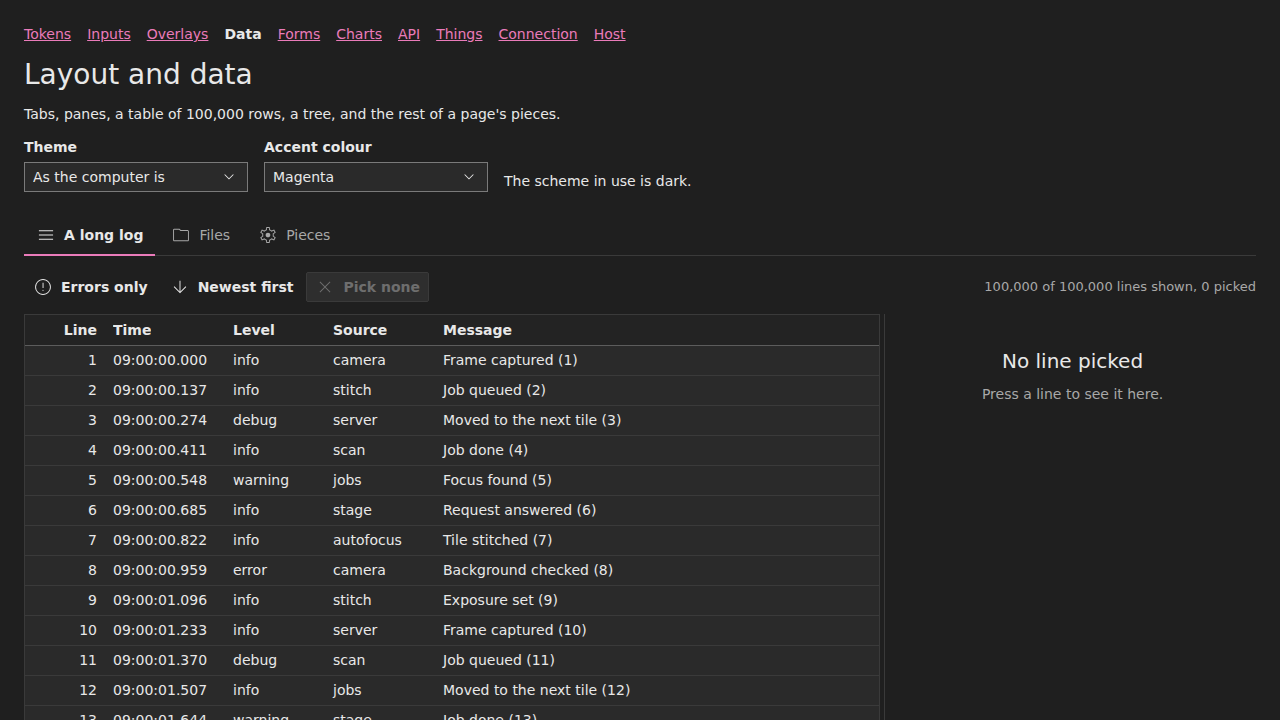 Tokens Inputs Overlays Data Forms Charts API Things Connection Host
Layout and data
Tabs, panes, a table of 100,000 rows, a tree, and the rest of a page's pieces.
Theme Accent colour
As the computer is Magenta The scheme in use is dark.
A long log Files Pieces
Errors only Newest first Pick none 100,000 of 100,000 lines shown, 0 picked
Line Time Level Source Message
1 09:00:00.000 info camera Frame captured (1)
2 09:00:00.137 info stitch Job queued (2)
3 09:00:00.274 debug server Moved to the next tile (3)
4 09:00:00.411 info scan Job done (4)
5 09:00:00.548 warning jobs Focus found (5)
6 09:00:00.685 info stage Request answered (6)
7 09:00:00.822 info autofocus Tile stitched (7)
8 09:00:00.959 error camera Background checked (8)
9 09:00:01.096 info stitch Exposure set (9)
10 09:00:01.233 info server Frame captured (10)
11 09:00:01.370 debug scan Job queued (11)
12 09:00:01.507 info jobs Moved to the next tile (12)
13 09:00:01.644 warning stage Job done (13)
No line picked
Press a line to see it here.